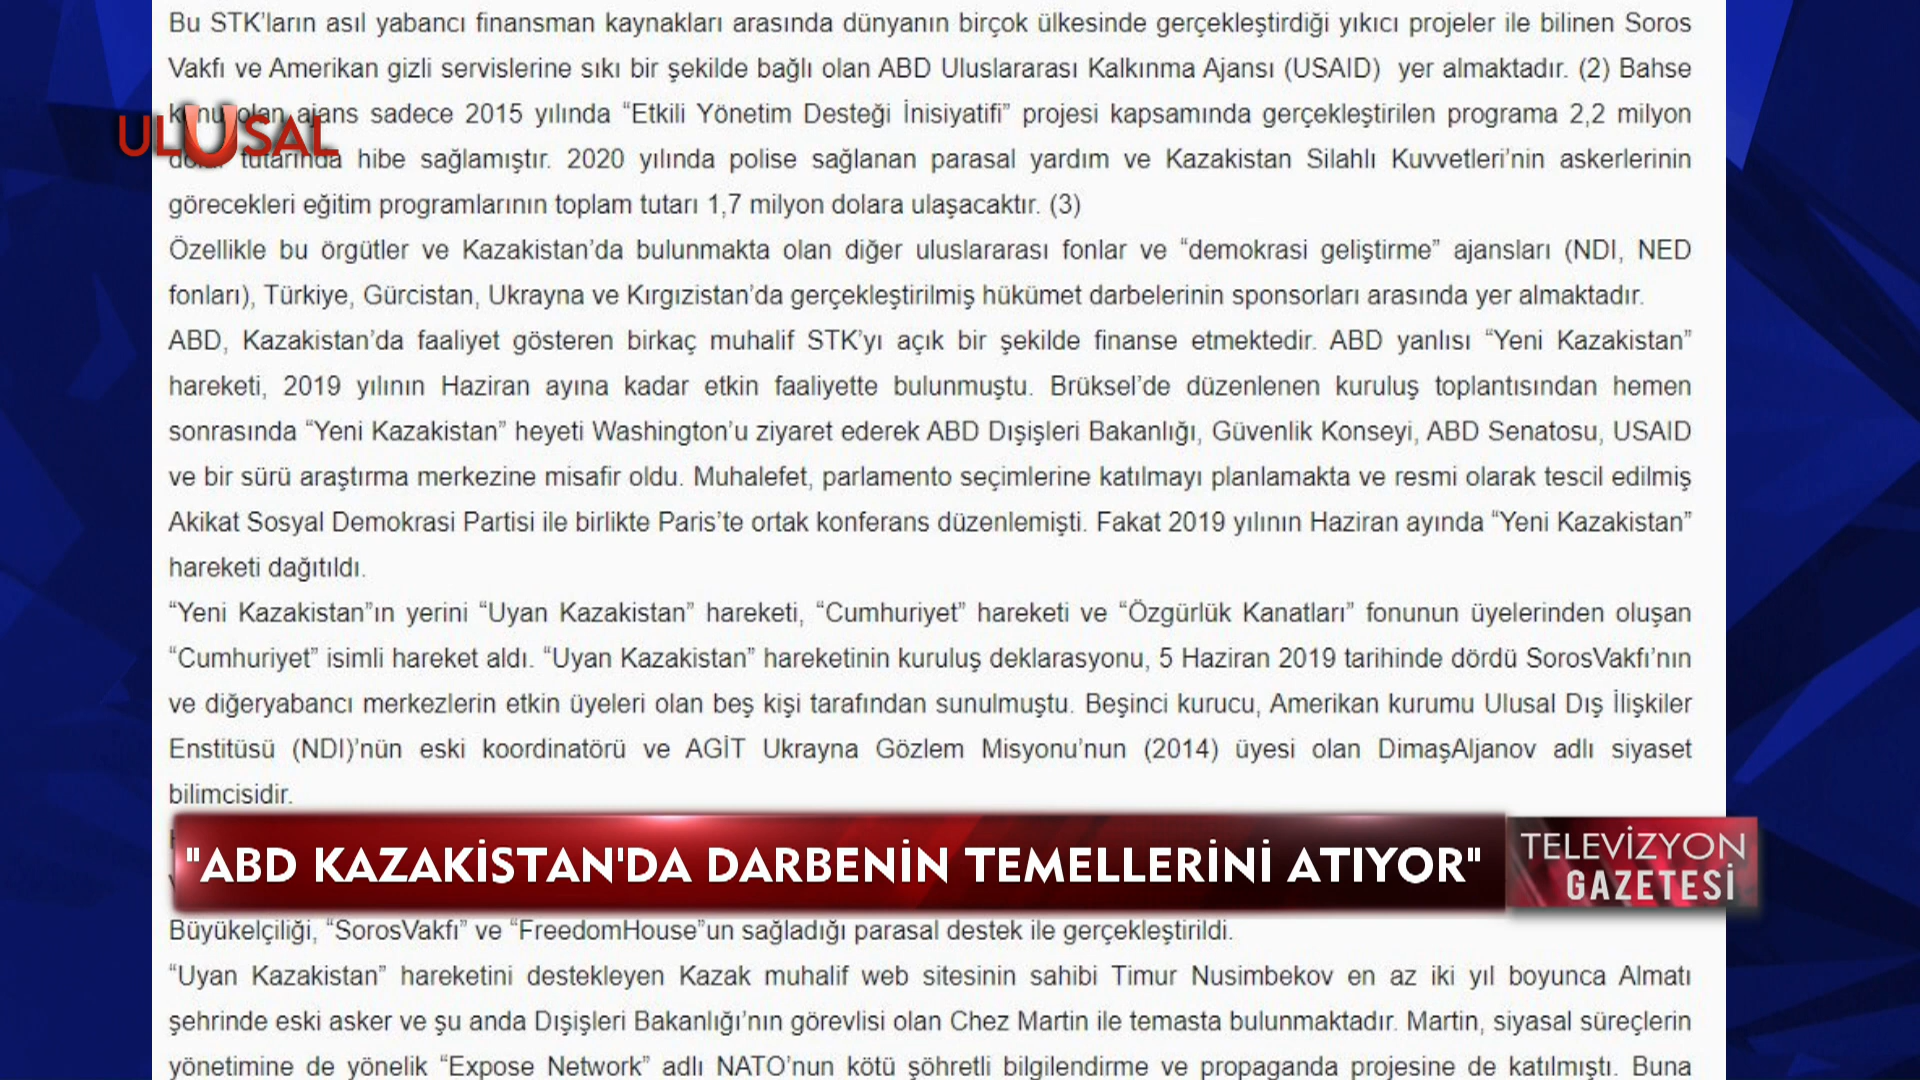 Bu STK’ların asıl yabancı finansman kaynakları arasında dünyanın birçok ülkesinde gerçekleştirdiği yıkıcı projeler ile bilinen Soros
Vakfı ve Amerikan gizli servislerine sıkı bir şekilde bağlı olan ABD Uluslararası Kalkınma Ajansı (USAID) yer almaktadır. (2) Bahse
konu olan ajans sadece 2015 yılında “Etkili Yönetim Desteği İnisiyatifi” projesi kapsamında gerçekleştirilen programa 2,2 milyon
ULUSAL
tutarında hibe sağlamıştır. 2020 yılında polise sağlanan parasal yardım ve Kazakistan Silahlı Kuvvetleri’nin askerlerinin
görecekleri eğitim programlarının toplam tutarı 1,7 milyon dolara ulaşacaktır. (3)
Özellikle bu örgütler ve Kazakistan’da bulunmakta olan diğer uluslararası fonlar ve “demokrasi geliştirme” ajansları (NDI, NED
fonları), Türkiye, Gürcistan, Ukrayna ve Kırgızistan’da gerçekleştirilmiş hükümet darbelerinin sponsorları arasında yer almaktadır.
ABD, Kazakistan’da faaliyet gösteren birkaç muhalif STK’yı açık bir şekilde finanse etmektedir. ABD yanlısı “Yeni Kazakistan”
hareketi, 2019 yılının Haziran ayına kadar etkin faaliyette bulunmuştu. Brüksel’de düzenlenen kuruluş toplantısından hemen
sonrasında “Yeni Kazakistan” heyeti Washington’u ziyaret ederek ABD Dışişleri Bakanlığı, Güvenlik Konseyi, ABD Senatosu, USAID
ve bir sürü araştırma merkezine misafir oldu. Muhalefet, parlamento seçimlerine katılmayı planlamakta ve resmi olarak tescil edilmiş
Akikat Sosyal Demokrasi Partisi ile birlikte Paris’te ortak konferans düzenlemişti. Fakat 2019 yılının Haziran ayında “Yeni Kazakistan”
hareketi dağıtıldı.
“Yeni Kazakistan”ın yerini “Uyan Kazakistan” hareketi, “Cumhuriyet” hareketi ve “Özgürlük Kanatları” fonunun üyelerinden oluşan
“Cumhuriyet” isimli hareket aldı. “Uyan Kazakistan” hareketinin kuruluş deklarasyonu, 5 Haziran 2019 tarihinde dördü SorosVakfı’nın
ve diğeryabancı merkezlerin etkin üyeleri olan beş kişi tarafından sunulmuştu. Beşinci kurucu, Amerikan kurumu Ulusal Dış İlişkiler
Enstitüsü (NDI)’nün eski koordinatörü ve AGİT Ukrayna Gözlem Misyonu’nun (2014) üyesi olan DimaşAljanov adlı siyaset
bilimcisidir.
"ABD KAZAKİSTAN'DA DARBENİN TEMELLERİNİ ATIYOR"
TELEVİZYON
GAZETESİ
Büyükelçiliği, “SorosVakfı” ve “FreedomHouse”un sağladığı parasal destek ile gerçekleştirildi.
“Uyan Kazakistan” hareketini destekleyen Kazak muhalif web sitesinin sahibi Timur Nusimbekov en az iki yıl boyunca Almatı
şehrinde eski asker ve şu anda Dışişleri Bakanlığı’nın görevlisi olan Chez Martin ile temasta bulunmaktadır. Martin, siyasal süreçlerin
yönetimine de yönelik “Expose Network” adlı NATO’nun kötü şöhretli bilgilendirme ve propaganda projesine de katılmıştı. Buna